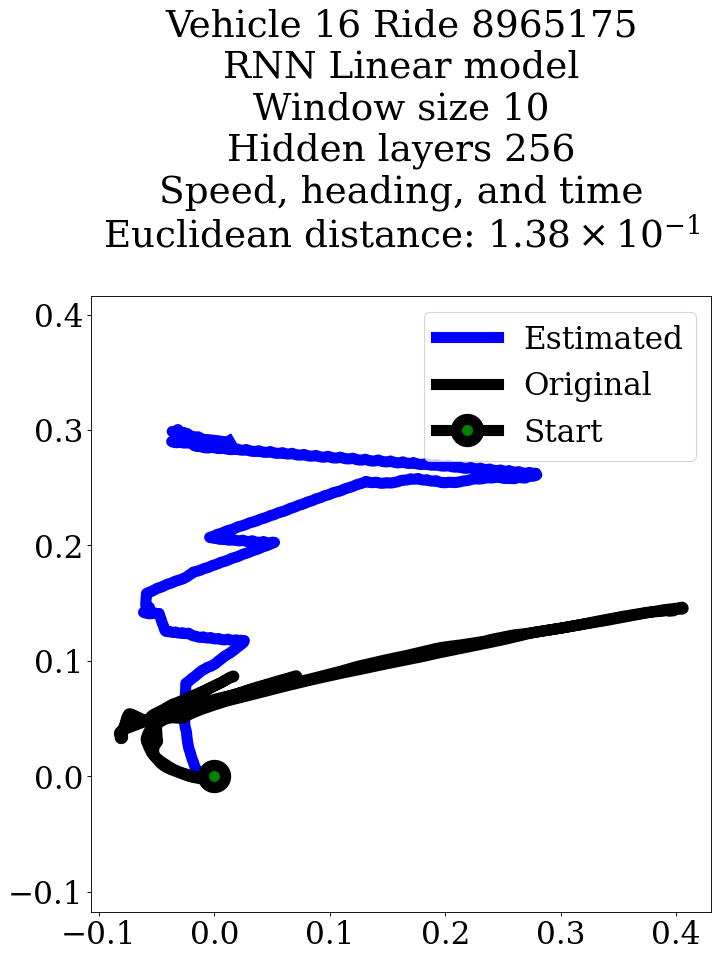 Vehicle 16 Ride 8965175
RNN Linear model
Window size 10
Hidden layers 256
Speed, heading, and time
Euclidean distance: 1.38 × 10⁻¹
Estimated
Original
Start
0.4
0.3
0.2
0.1
0.0
−0.1
−0.1 0.0 0.1 0.2 0.3 0.4